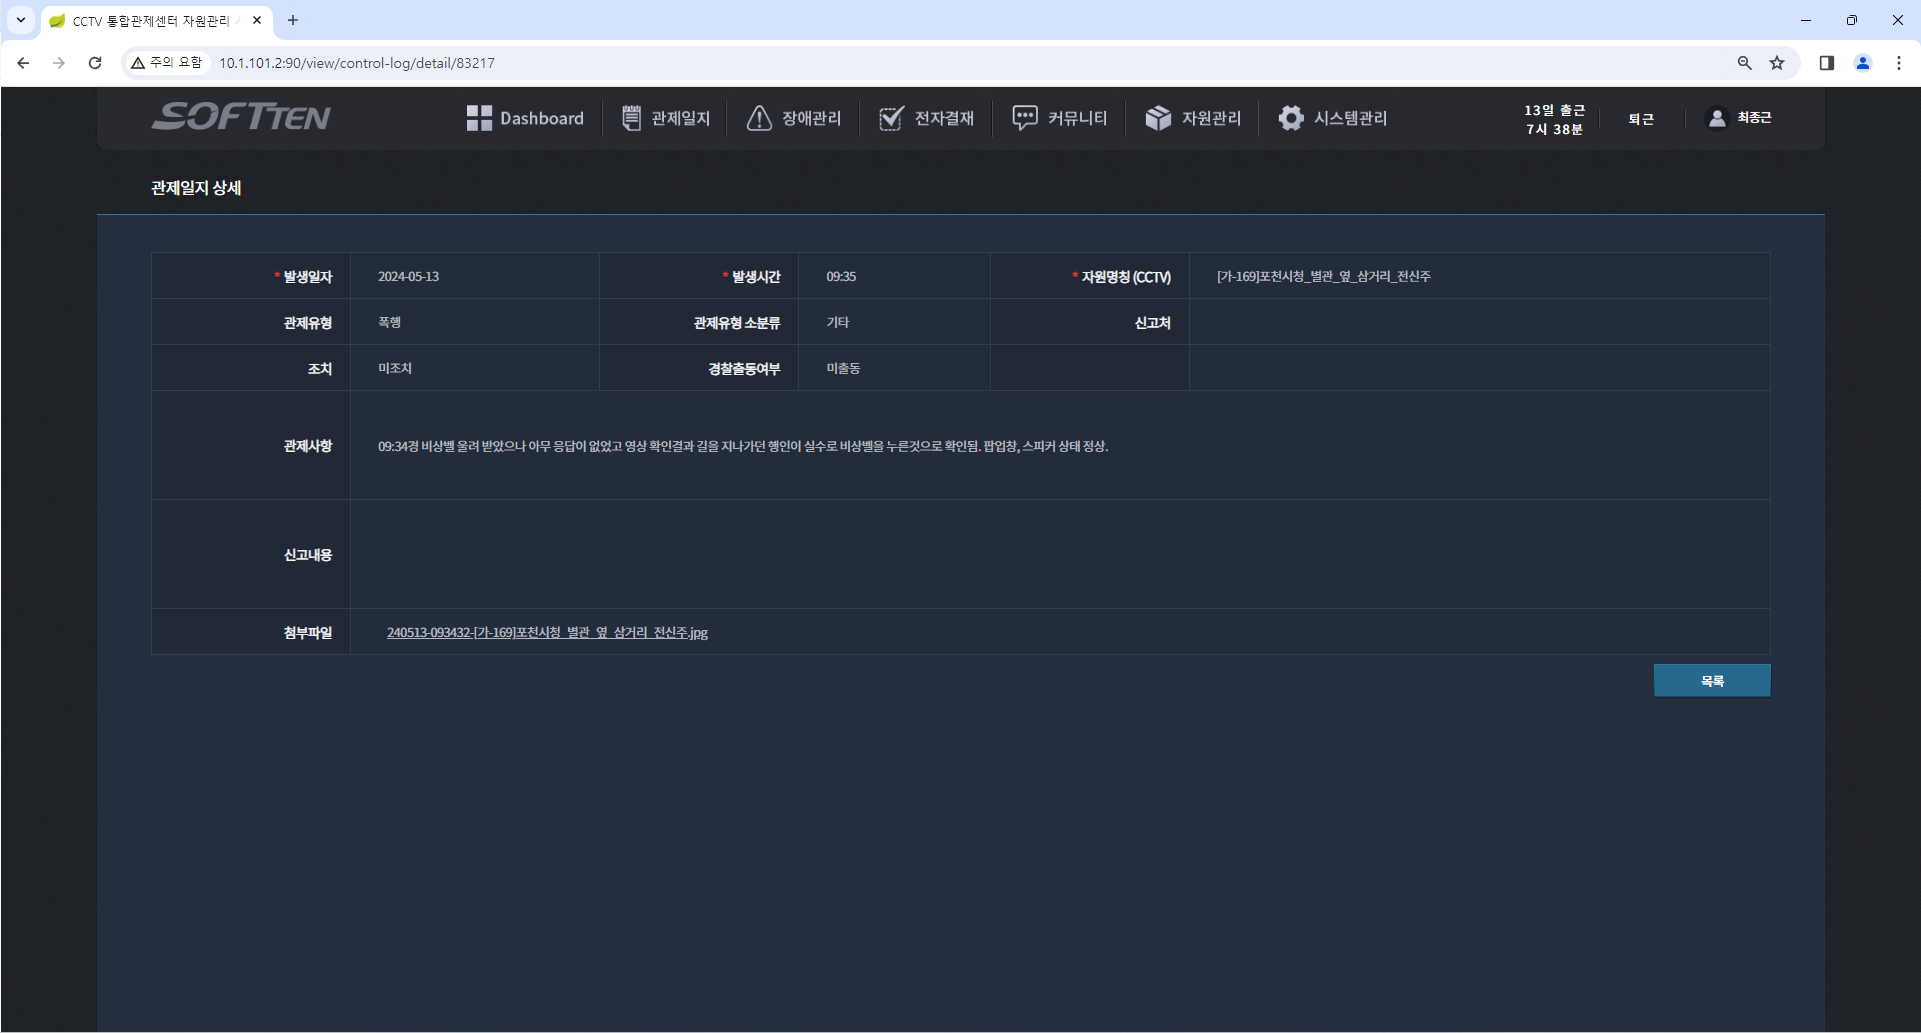 CCTV 통합관제센터 자원관리
주의 요함 10.1.101.2:90/view/control-log/detail/83217
SOFTTEN Dashboard 관제일지 장애관리 전자결재 커뮤니티 자원관리 시스템관리 13일 출근 퇴근 최종근
7시 38분
관제일지 상세
* 발생일자 2024-05-13 * 발생시간 09:35 * 자원명칭 (CCTV) [가-169]포천시청_별관_옆_삼거리_전신주
관제유형 폭행 관제유형 소분류 기타 신고처
조치 미조치 경찰출동여부 미출동
관제사항 09:34경 비상벨 울려 받았으나 아무 응답이 없었고 영상 확인결과 길을 지나가던 행인이 실수로 비상벨을 누른것으로 확인됨. 팝업창, 스피커 상태 정상.
신고내용
첨부파일 240513-093432-[가-169]포천시청_별관_옆_삼거리_전신주.jpg
목록